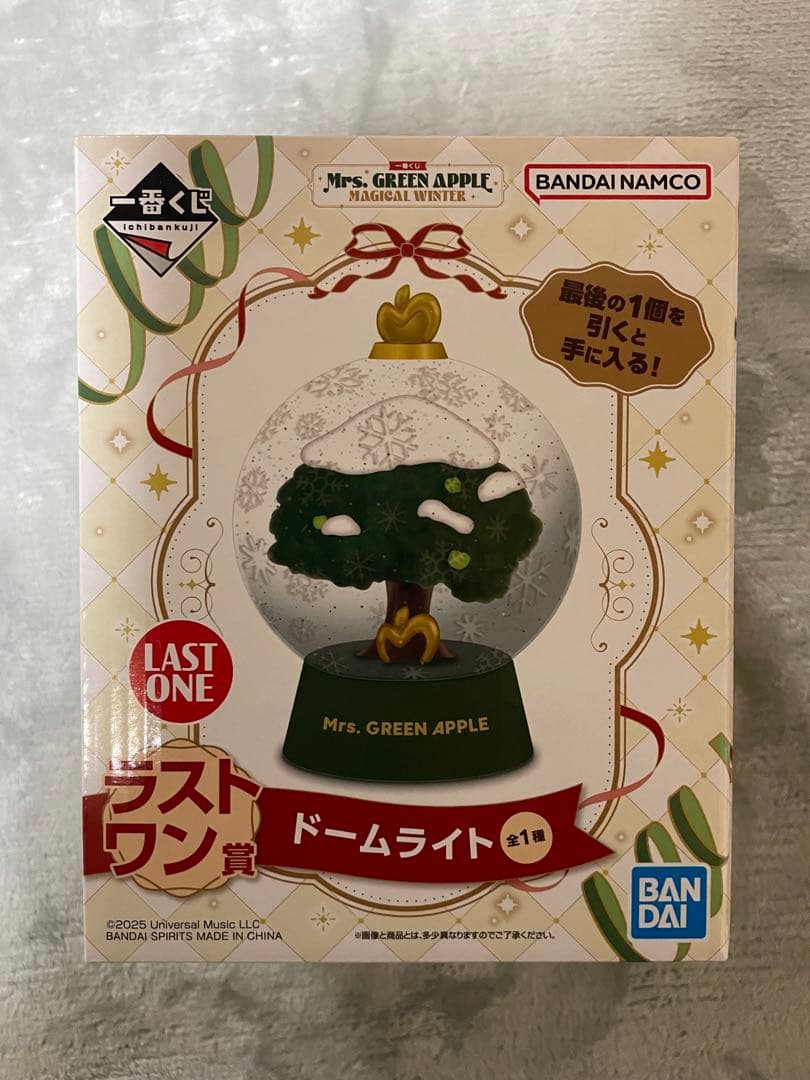 一番くじ
ichibankuji
一番くじ
Mrs. GREEN APPLE
MAGICAL WINTER
BANDAI NAMCO
最後の1個を
引くと
手に入る!
Mrs. GREEN APPLE
LAST
ONE
ラスト
ワン賞
ドームライト
全1種
BAN
DAI
©2025 Universal Music LLC
BANDAI SPIRITS MADE IN CHINA
※画像と商品とは、多少異なりますのでご了承ください。